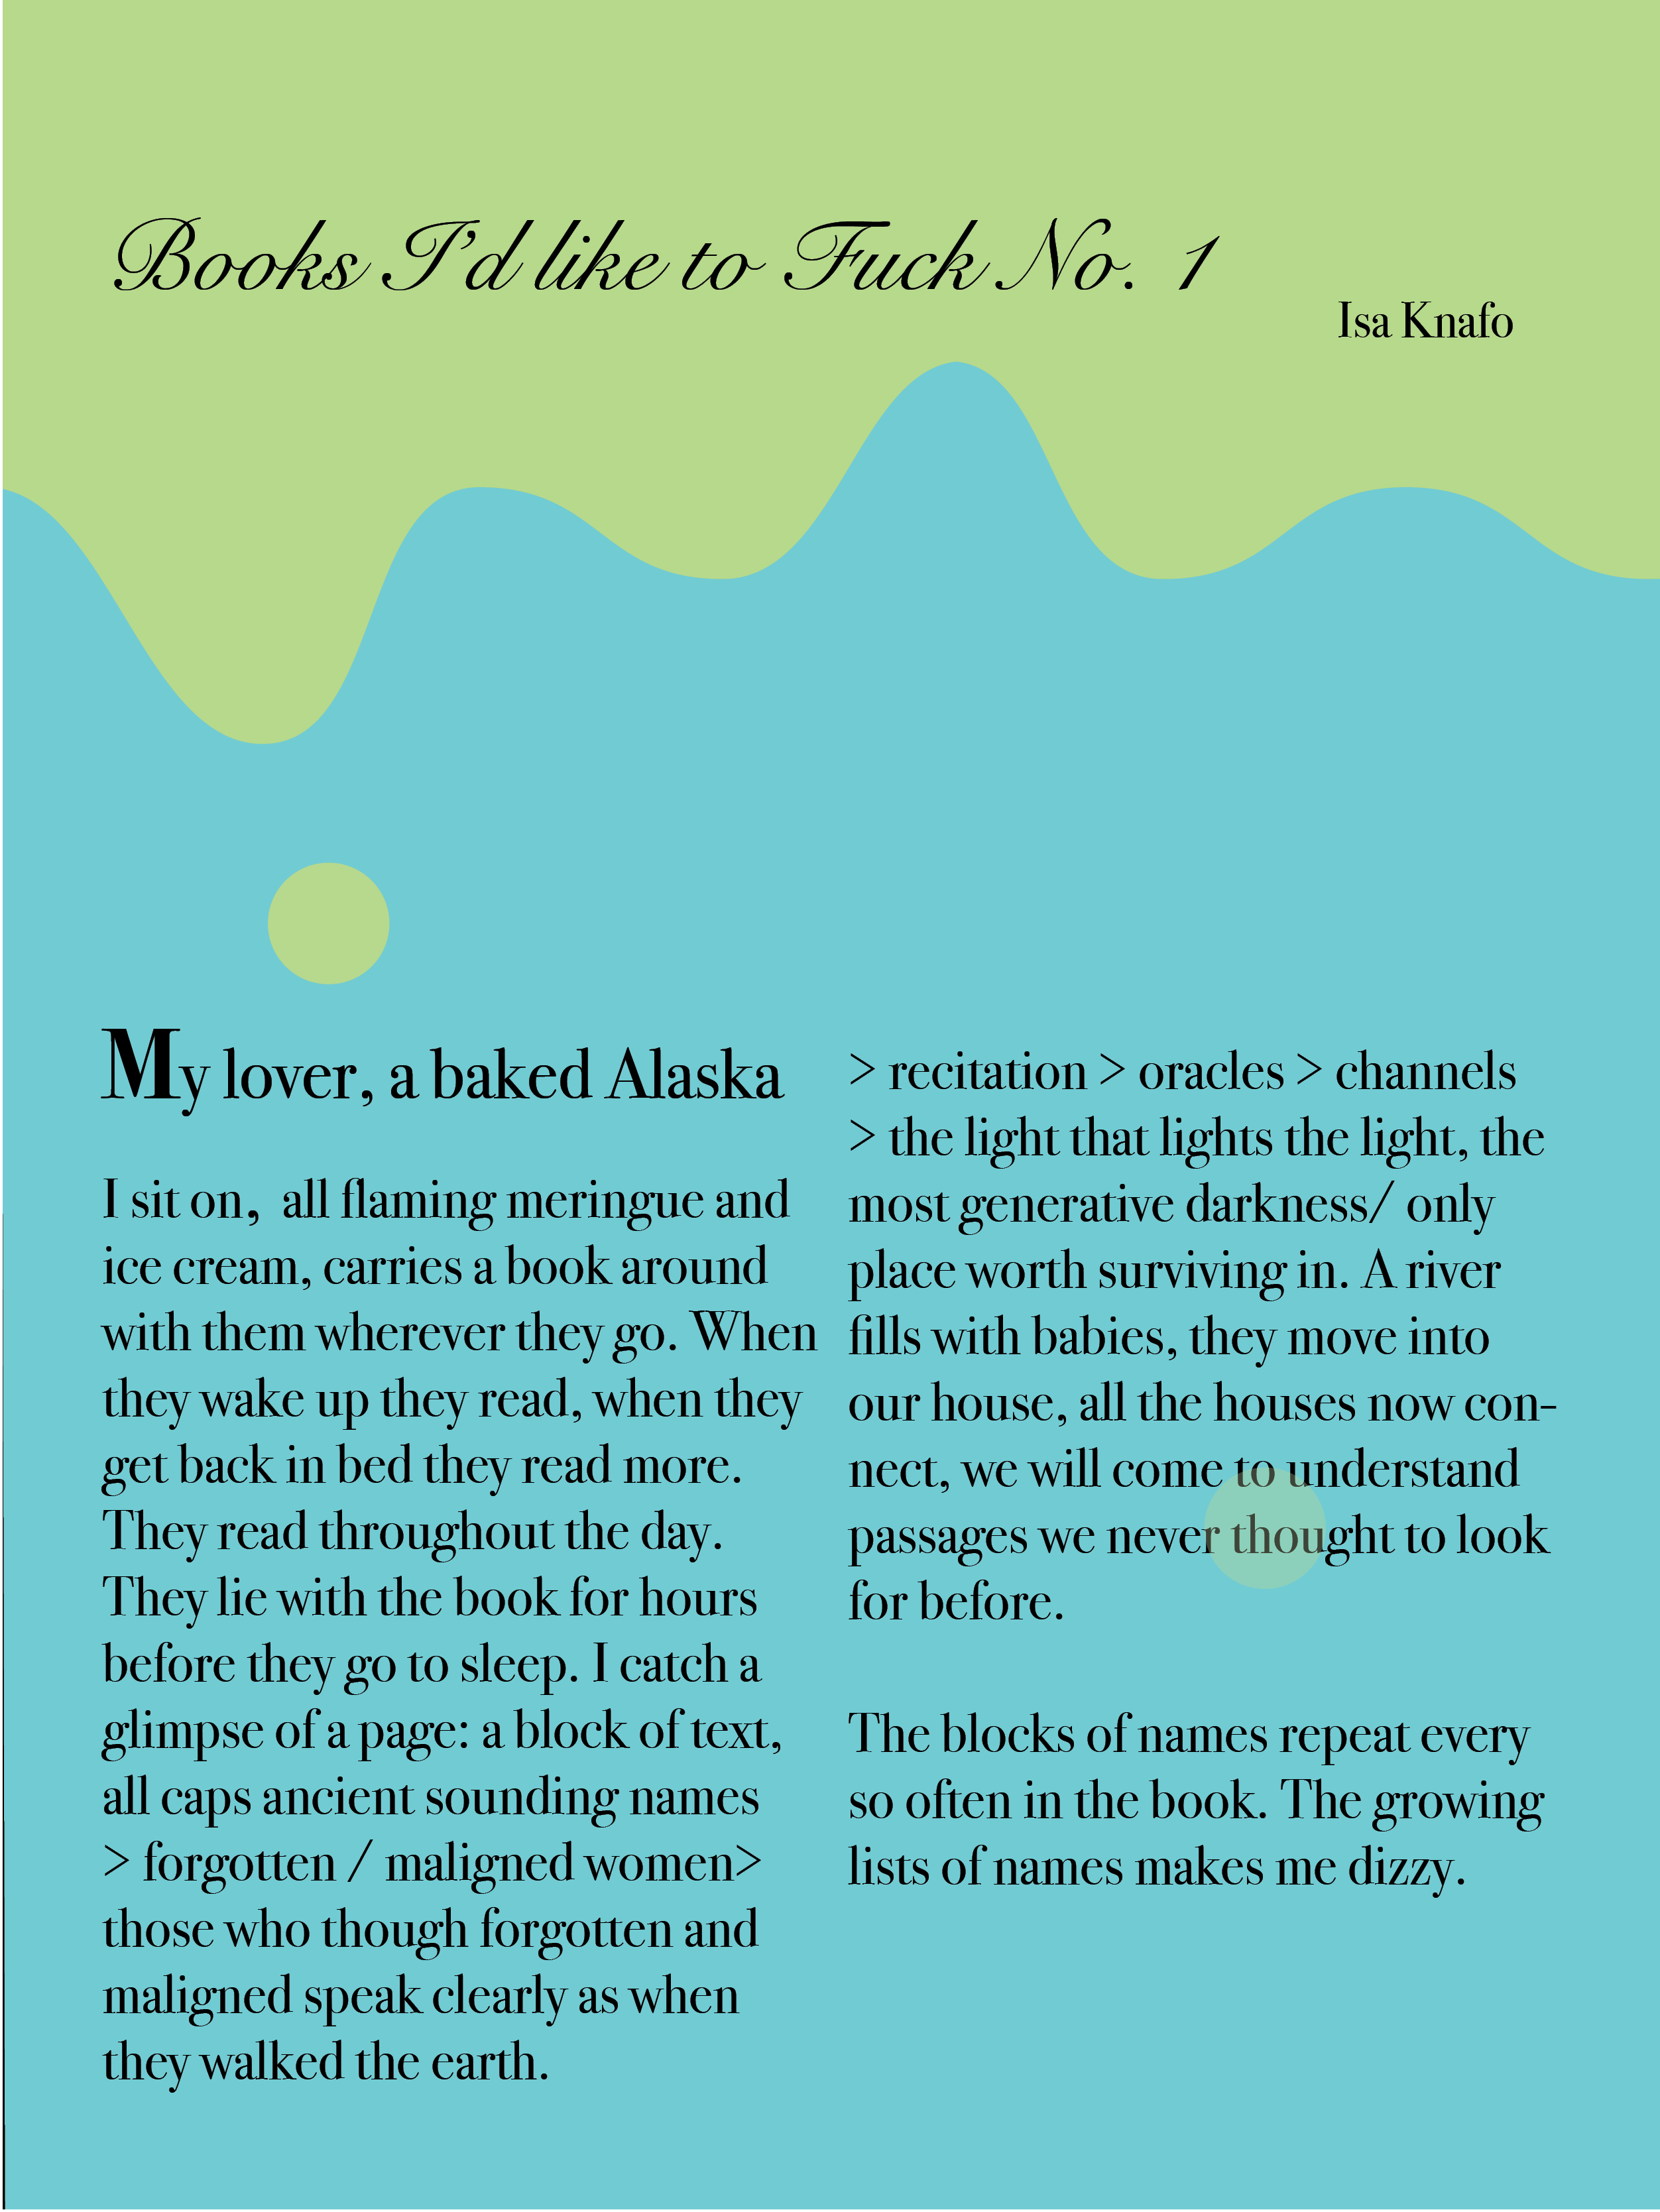 Books I'd like to Fuck No. 1
Isa Knafo
My lover, a baked Alaska
I sit on,  all flaming meringue and
ice cream, carries a book around
with them wherever they go. When
they wake up they read, when they
get back in bed they read more.
They read throughout the day.
They lie with the book for hours
before they go to sleep. I catch a
glimpse of a page: a block of text,
all caps ancient sounding names
> forgotten / maligned women>
those who though forgotten and
maligned speak clearly as when
they walked the earth.
> recitation > oracles > channels
> the light that lights the light, the
most generative darkness/ only
place worth surviving in. A river
fills with babies, they move into
our house, all the houses now con-
nect, we will come to understand
passages we never thought to look
for before.
The blocks of names repeat every
so often in the book. The growing
lists of names makes me dizzy.